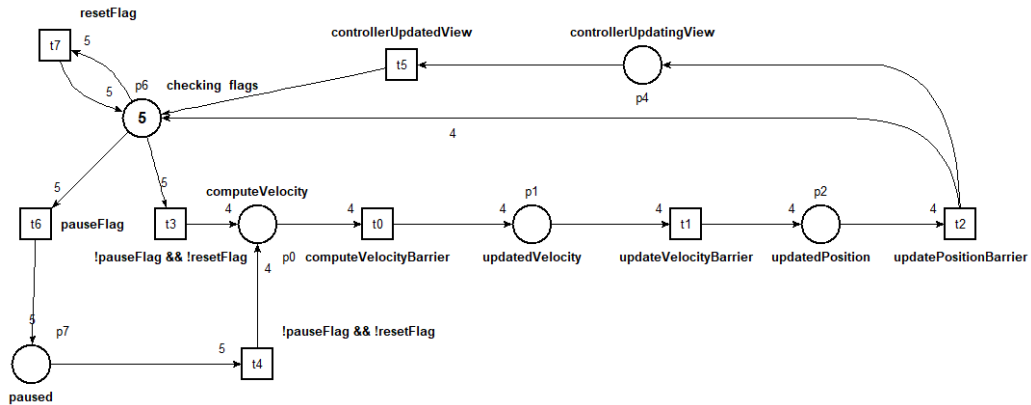 resetFlag
5
t7
controllerUpdatedView
controllerUpdatingView
p6
checking flags
t5
5
p4
5
4
5
5
computeVelocity
p1
p2
t6
pauseFlag
t3
4
4
t0
4
4
t1
4
4
t2
!pauseFlag && !resetFlag
p0
computeVelocityBarrier
updatedVelocity
updateVelocityBarrier
updatedPosition
updatePositionBarrier
4
5
p7
!pauseFlag && !resetFlag
5
t4
paused